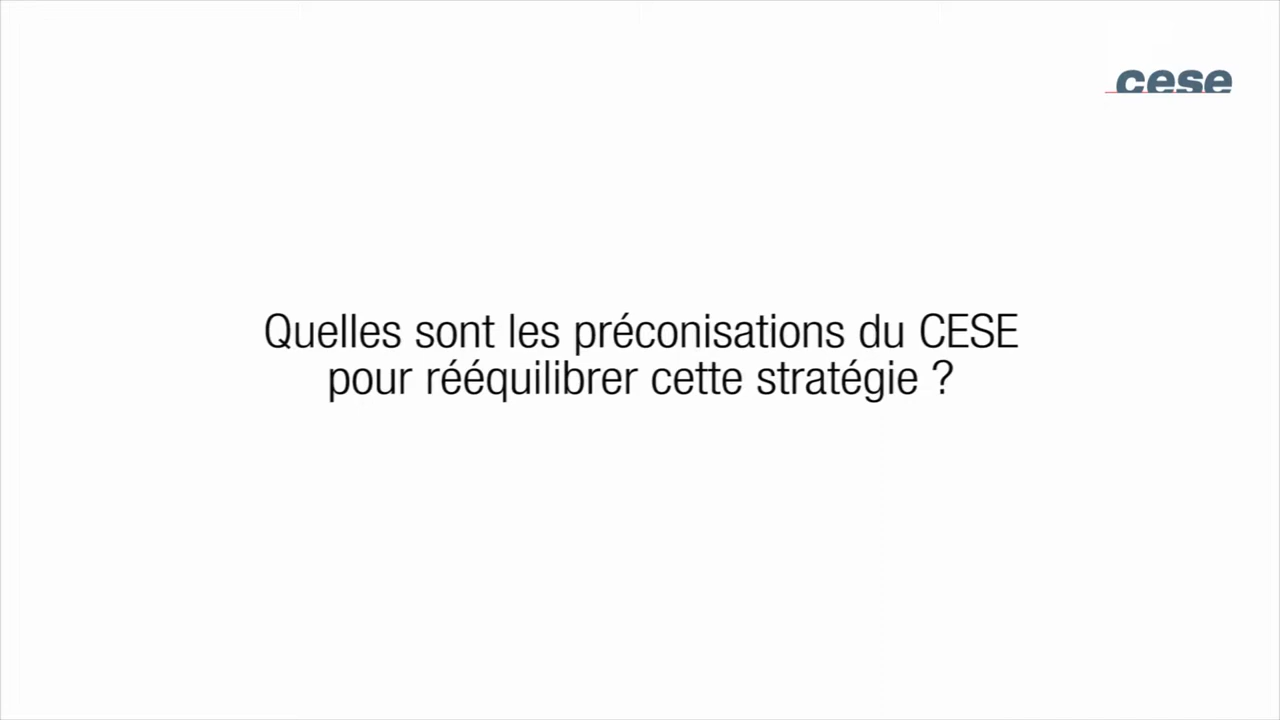 cese
Quelles sont les préconisations du CESE
pour rééquilibrer cette stratégie ?